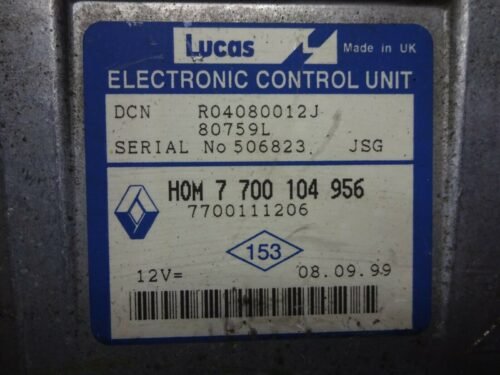 Lucas Made in UK
ELECTRONIC CONTROL UNIT
DCN R04080012J
80759L
SERIAL No 506823 JSG
HOM 7 700 104 956
7700111206
153
12V= 08.09.99